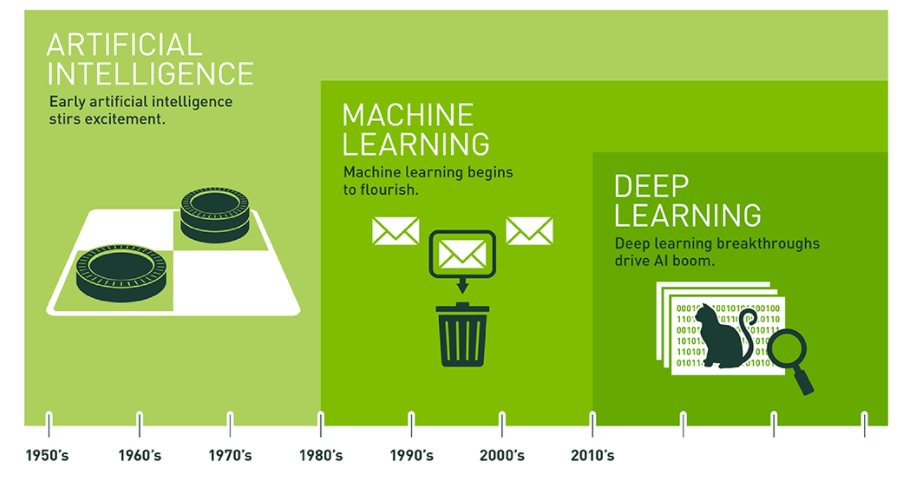 ARTIFICIAL
INTELLIGENCE
Early artificial intelligence
stirs excitement.
MACHINE
LEARNING
Machine learning begins
to flourish.
DEEP
LEARNING
Deep learning breakthroughs
drive AI boom.
1950's
1960's
1970's
1980's
1990's
2000's
2010's